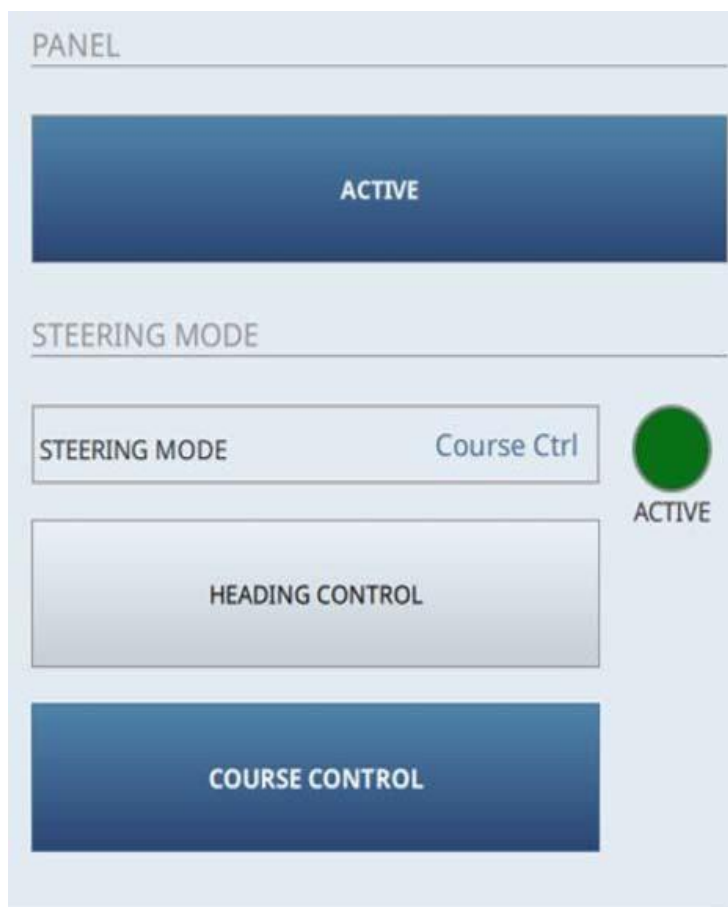 PANEL
ACTIVE
STEERING MODE
STEERING MODE Course Ctrl
ACTIVE
HEADING CONTROL
COURSE CONTROL